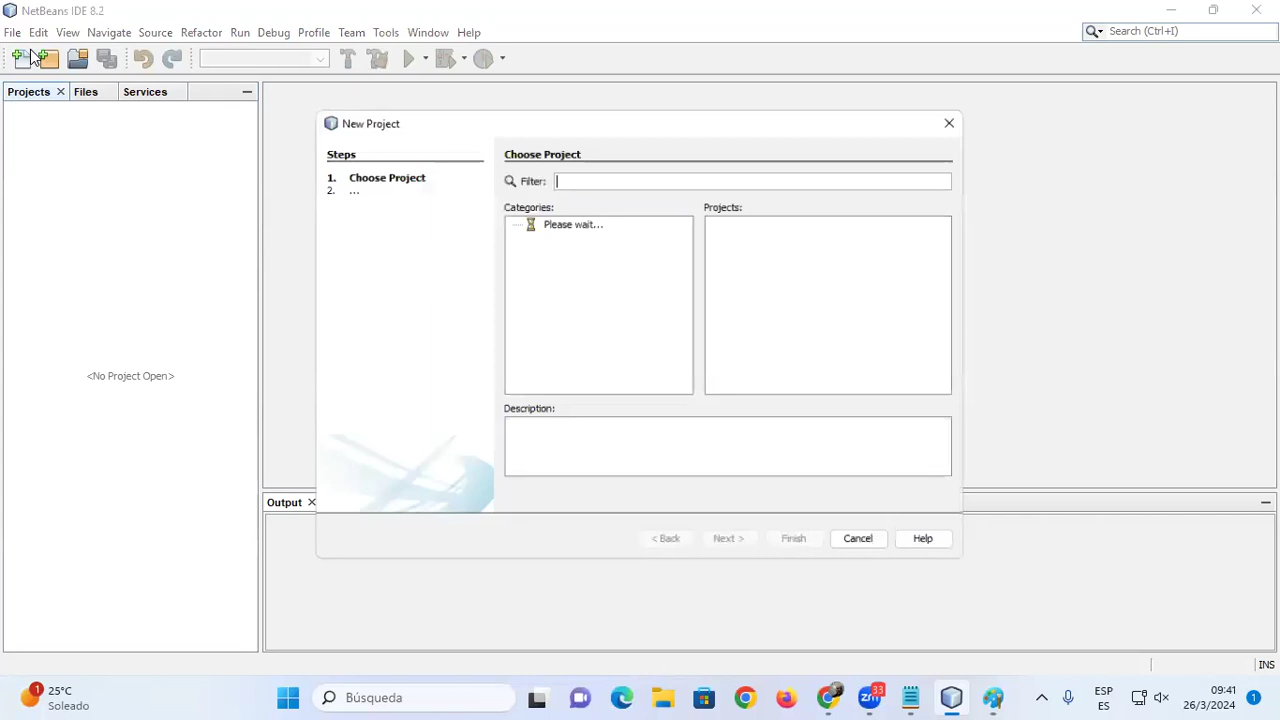 NetBeans IDE 8.2
File Edit View Navigate Source Refactor Run Debug Profile Team Tools Window Help
Search (Ctrl+I)
Projects Files Services
<No Project Open>
New Project
Steps
1. Choose Project
2. ...
Choose Project
Filter:
Categories:
Projects:
Please wait...
Description:
< Back Next > Finish Cancel Help
Output
INS
1
25°C
Soleado
Búsqueda
33
ESP
ES
09:41
26/3/2024
1